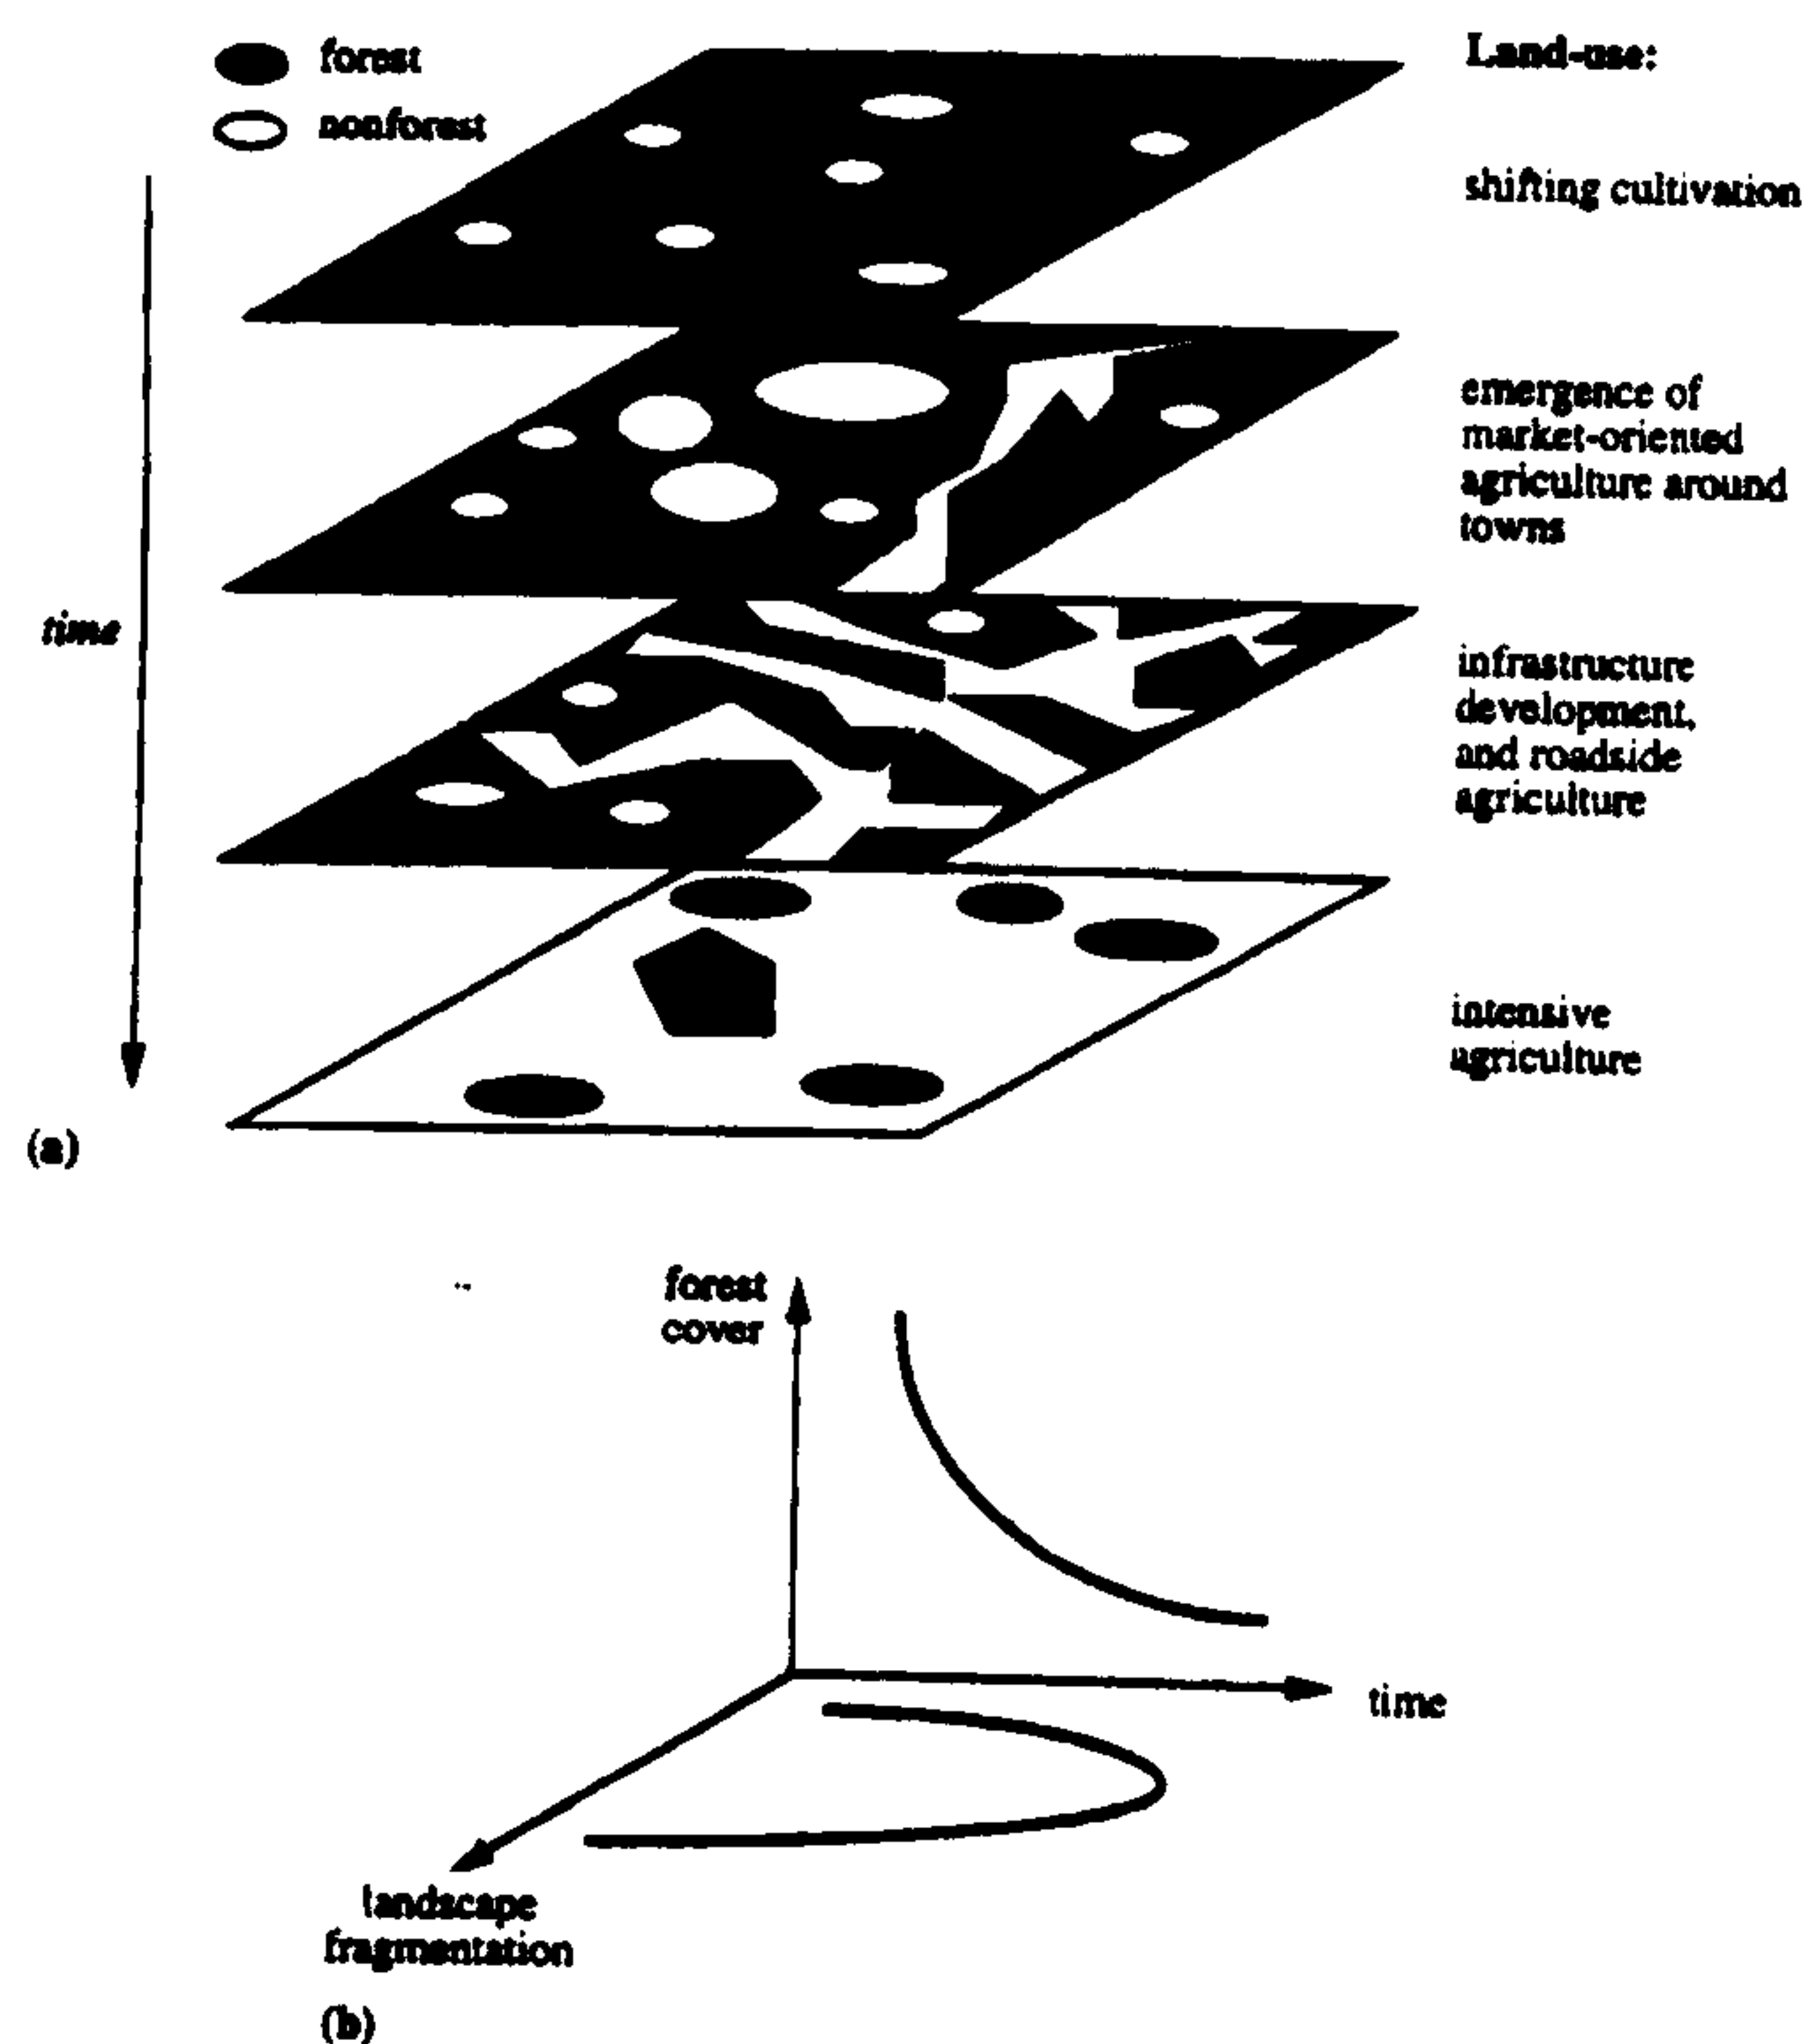 forest
nonforest
Land-use:
shifting cultivation
emergence of
market-oriented
agriculture around
towns
time
infrastructure
development,
and roadside
agriculture
intensive
agriculture
(a)
forest
cover
time
landscape
fragmentation
(b)